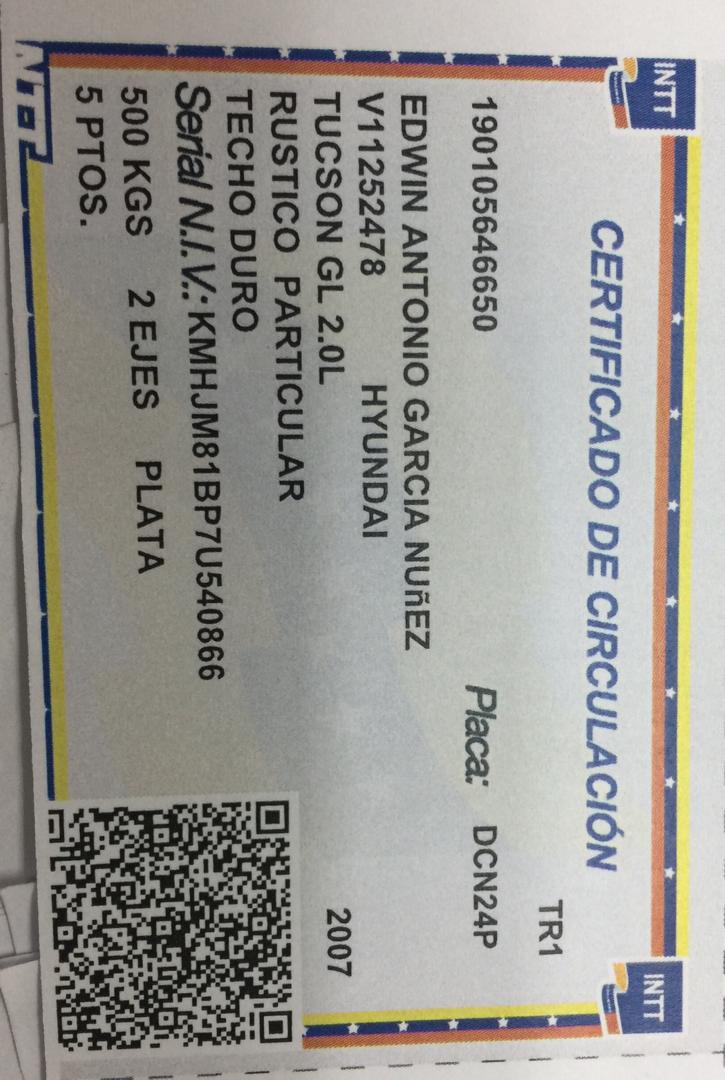 INTT
INTT
CERTIFICADO DE CIRCULACIÓN
TR1
190105646650 Placa: DCN24P
EDWIN ANTONIO GARCIA NUñEZ
V11252478 HYUNDAI
TUCSON GL 2.0L 2007
RUSTICO PARTICULAR
TECHO DURO
Serial N.I.V.: KMHJM81BP7U540866
500 KGS 2 EJES PLATA
5 PTOS.